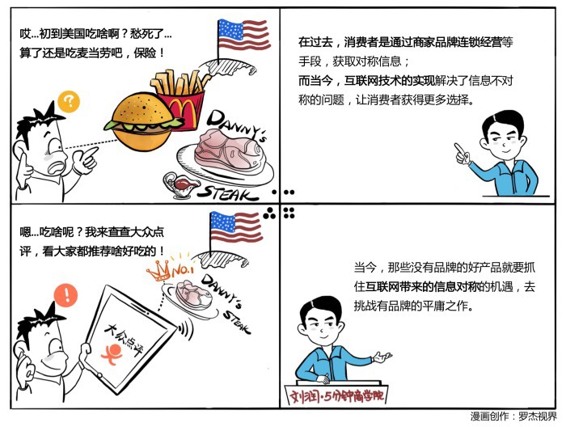 哎...初到美国吃啥啊？愁死了...
算了还是吃麦当劳吧，保险！
?
DANNY's
STEAK
在过去，消费者是通过商家品牌连锁经营等
手段，获取对称信息；
而当今，互联网技术的实现解决了信息不对
称的问题，让消费者获得更多选择。
嗯...吃啥呢？我来查查大众点
评，看大家都推荐啥好吃的！
!
NO.1
DANNY's
STEAK
大众点评
当今，那些没有品牌的好产品就要抓
住互联网带来的信息对称的机遇，去
挑战有品牌的平庸之作。
刘润·5分钟商学院
漫画创作：罗杰视界